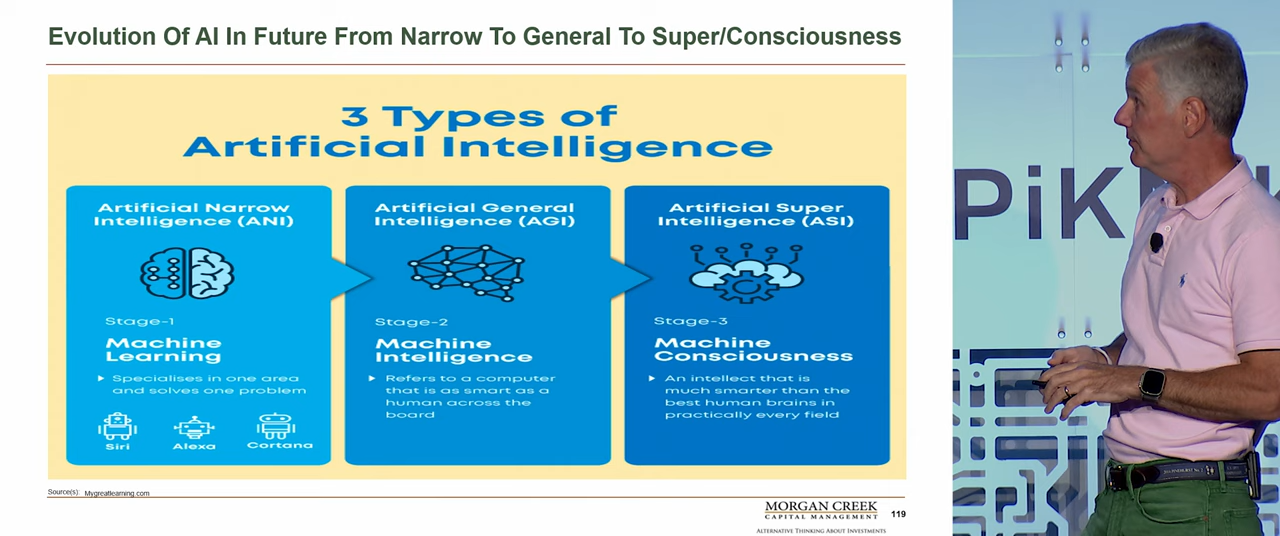 Evolution Of AI In Future From Narrow To General To Super/Consciousness
3 Types of
Artificial Intelligence
Artificial Narrow
Intelligence (ANI)
Stage-1
Machine
Learning
Specialises in one area
and solves one problem
Siri
Alexa
Cortana
Artificial General
Intelligence (AGI)
Stage-2
Machine
Intelligence
Refers to a computer
that is as smart as a
human across the
board
Artificial Super
Intelligence (ASI)
Stage-3
Machine
Consciousness
An intellect that is
much smarter than the
best human brains in
practically every field
Source(s): Mygreatlearning.com
MORGAN CREEK
CAPITAL MANAGEMENT
ALTERNATIVE THINKING ABOUT INVESTMENTS
119
PiK